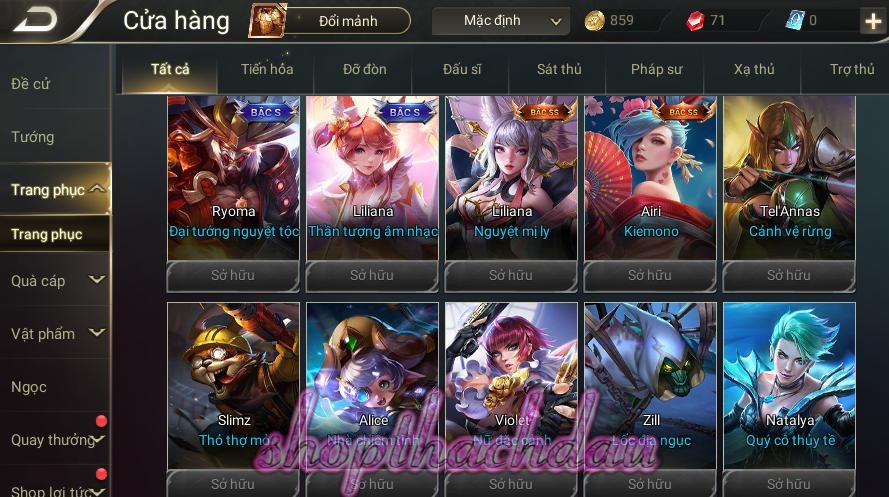 Cửa hàng
Đổi mảnh
Mặc định
859
71
0
Đề cử
Tướng
Trang phục
Trang phục
Quà cáp
Vật phẩm
Ngọc
Quay thưởng
Shop lợi tức
Tất cả
Tiến hóa
Đỡ đòn
Đấu sĩ
Sát thủ
Pháp sư
Xạ thủ
Trợ thủ
BẬC S
Ryoma
Đại tướng nguyệt tộc
Sở hữu
BẬC S
Liliana
Thần tượng âm nhạc
Sở hữu
BẬC SS
Liliana
Nguyệt mị ly
Sở hữu
BẬC SS
Airi
Kiemono
Sở hữu
Tel'Annas
Cảnh vệ rừng
Sở hữu
Slimz
Thỏ thợ mỏ
Sở hữu
Alice
Nhà chiêm tinh
Sở hữu
Violet
Nữ đặc cảnh
Sở hữu
Zill
Lốc địa ngục
Sở hữu
Natalya
Quý cô thủy tề
Sở hữu
shoplthachdau